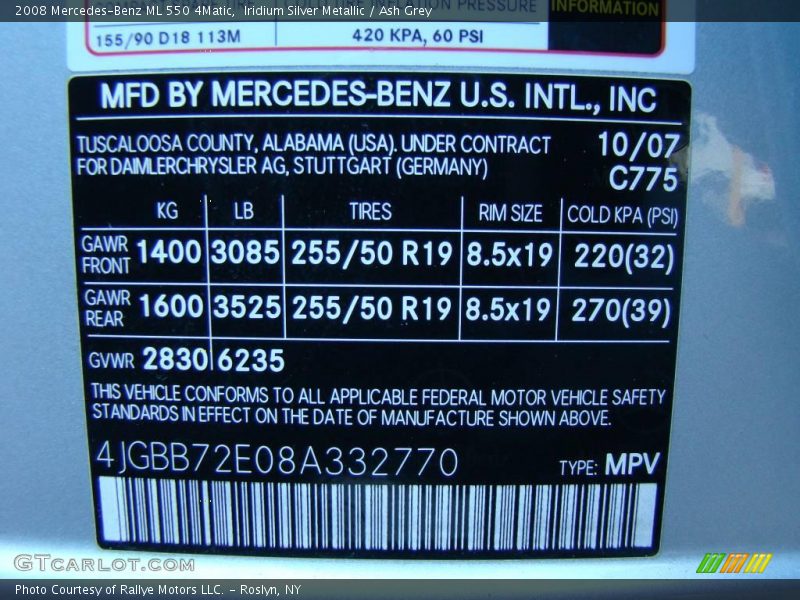 2008 Mercedes-Benz ML 550 4Matic, Iridium Silver Metallic / Ash Grey
COLD TIRE INFLATION PRESSURE
INFORMATION
155/90 D18 113M
420 KPA, 60 PSI
MFD BY MERCEDES-BENZ U.S. INTL., INC
TUSCALOOSA COUNTY, ALABAMA (USA). UNDER CONTRACT 10/07
FOR DAIMLERCHRYSLER AG, STUTTGART (GERMANY) C775
KG LB TIRES RIM SIZE COLD KPA (PSI)
GAWR FRONT 1400 3085 255/50 R19 8.5x19 220(32)
GAWR REAR 1600 3525 255/50 R19 8.5x19 270(39)
GVWR 2830 6235
THIS VEHICLE CONFORMS TO ALL APPLICABLE FEDERAL MOTOR VEHICLE SAFETY
STANDARDS IN EFFECT ON THE DATE OF MANUFACTURE SHOWN ABOVE.
4JGBB72E08A332770 TYPE: MPV
GTCARLOT.COM
Photo Courtesy of Rallye Motors LLC. - Roslyn, NY